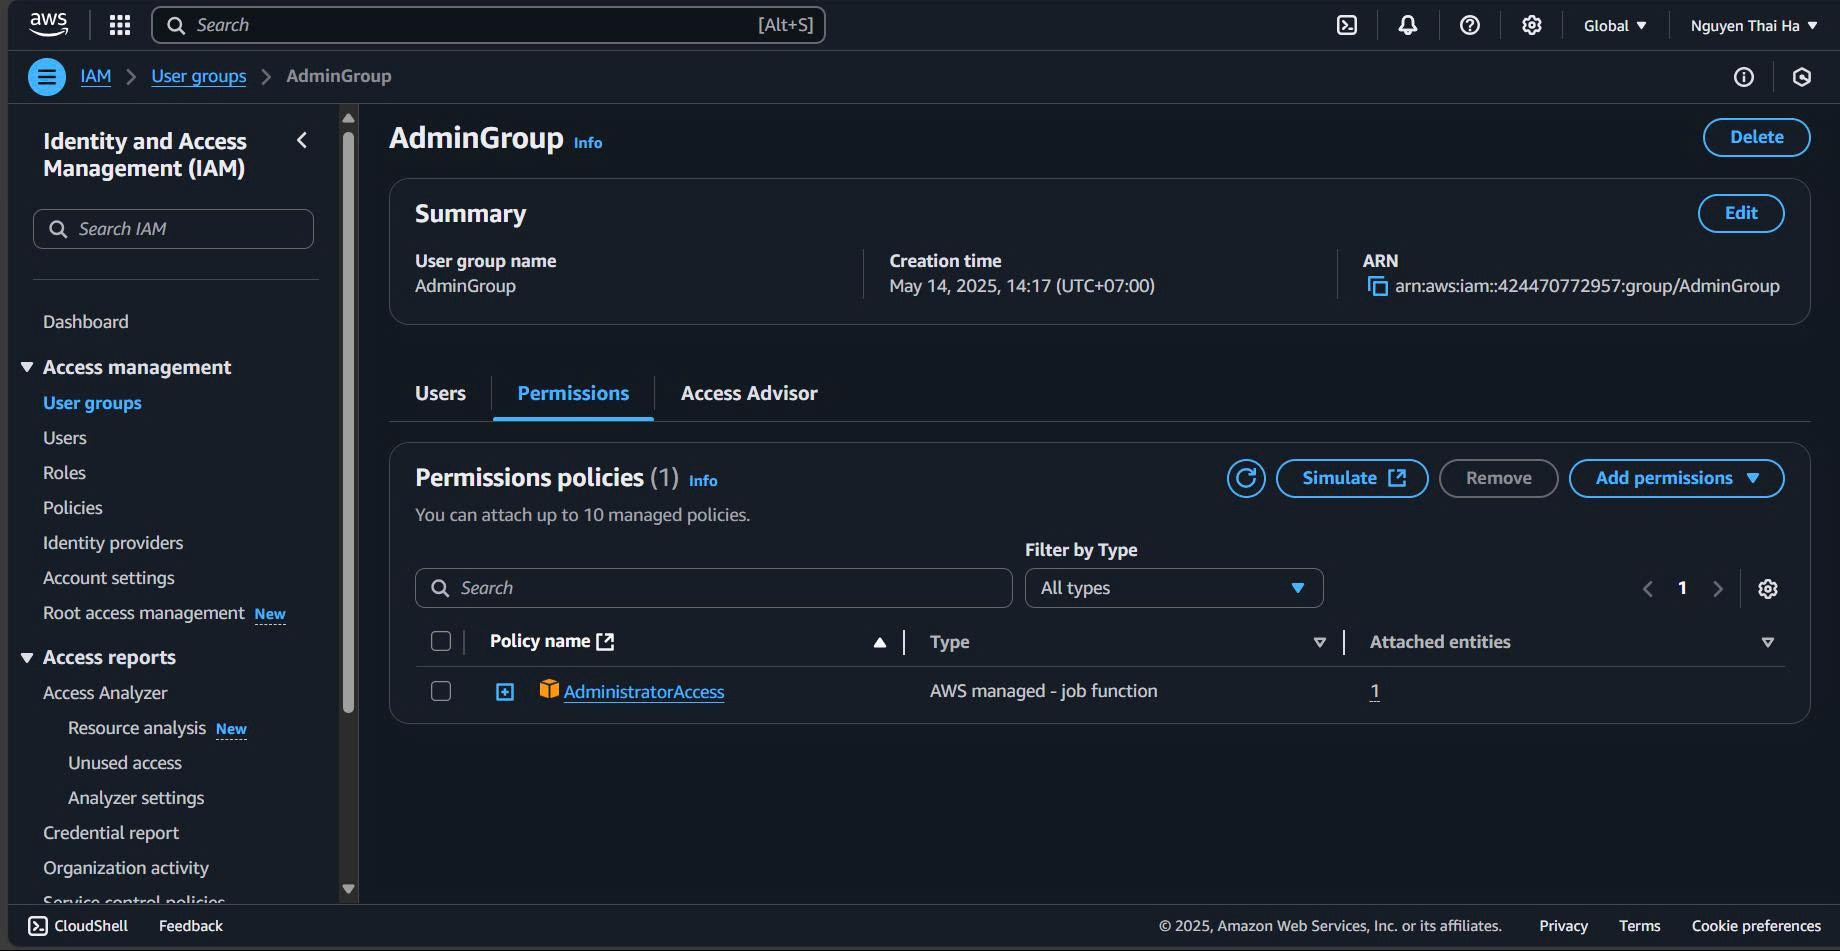 aws
Search [Alt+S]
Global
Nguyen Thai Ha
IAM
User groups
AdminGroup
Identity and Access
Management (IAM)
Search IAM
Dashboard
Access management
User groups
Users
Roles
Policies
Identity providers
Account settings
Root access management New
Access reports
Access Analyzer
Resource analysis New
Unused access
Analyzer settings
Credential report
Organization activity
Service control policies
AdminGroup Info
Delete
Summary
Edit
User group name
AdminGroup
Creation time
May 14, 2025, 14:17 (UTC+07:00)
ARN
arn:aws:iam::424470772957:group/AdminGroup
Users
Permissions
Access Advisor
Permissions policies (1) Info
You can attach up to 10 managed policies.
Simulate
Remove
Add permissions
Filter by Type
Search
All types
1
Policy name
Type
Attached entities
AdministratorAccess
AWS managed - job function
1
CloudShell
Feedback
© 2025, Amazon Web Services, Inc. or its affiliates.
Privacy
Terms
Cookie preferences